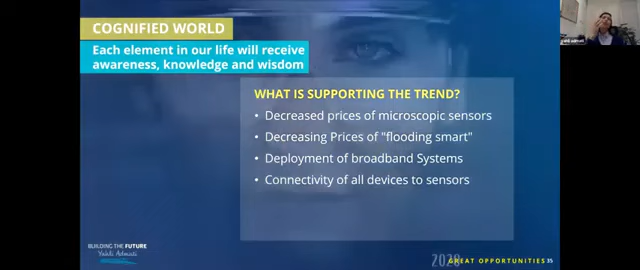 COGNIFIED WORLD
Each element in our life will receive
awareness, knowledge and wisdom
WHAT IS SUPPORTING THE TREND?
• Decreased prices of microscopic sensors
• Decreasing Prices of "flooding smart"
• Deployment of broadband Systems
• Connectivity of all devices to sensors
BUILDING THE FUTURE
GREAT OPPORTUNITIES 35